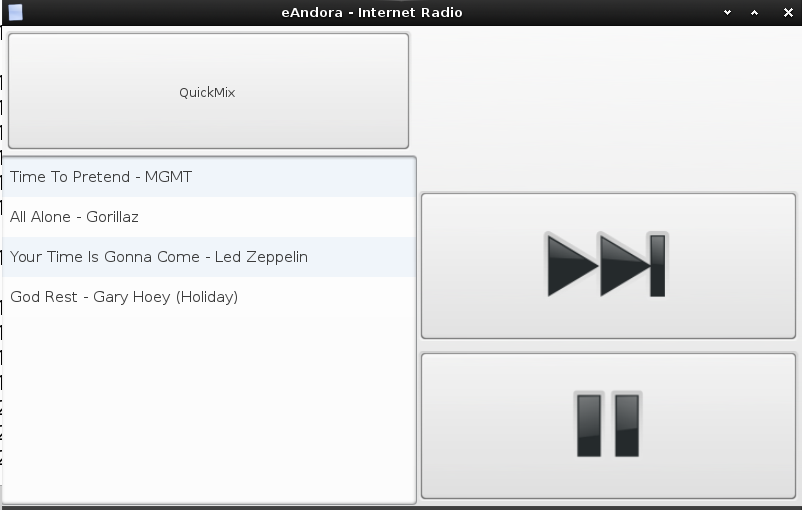 eAndora - Internet Radio
QuickMix
Time To Pretend - MGMT
All Alone - Gorillaz
Your Time Is Gonna Come - Led Zeppelin
God Rest - Gary Hoey (Holiday)